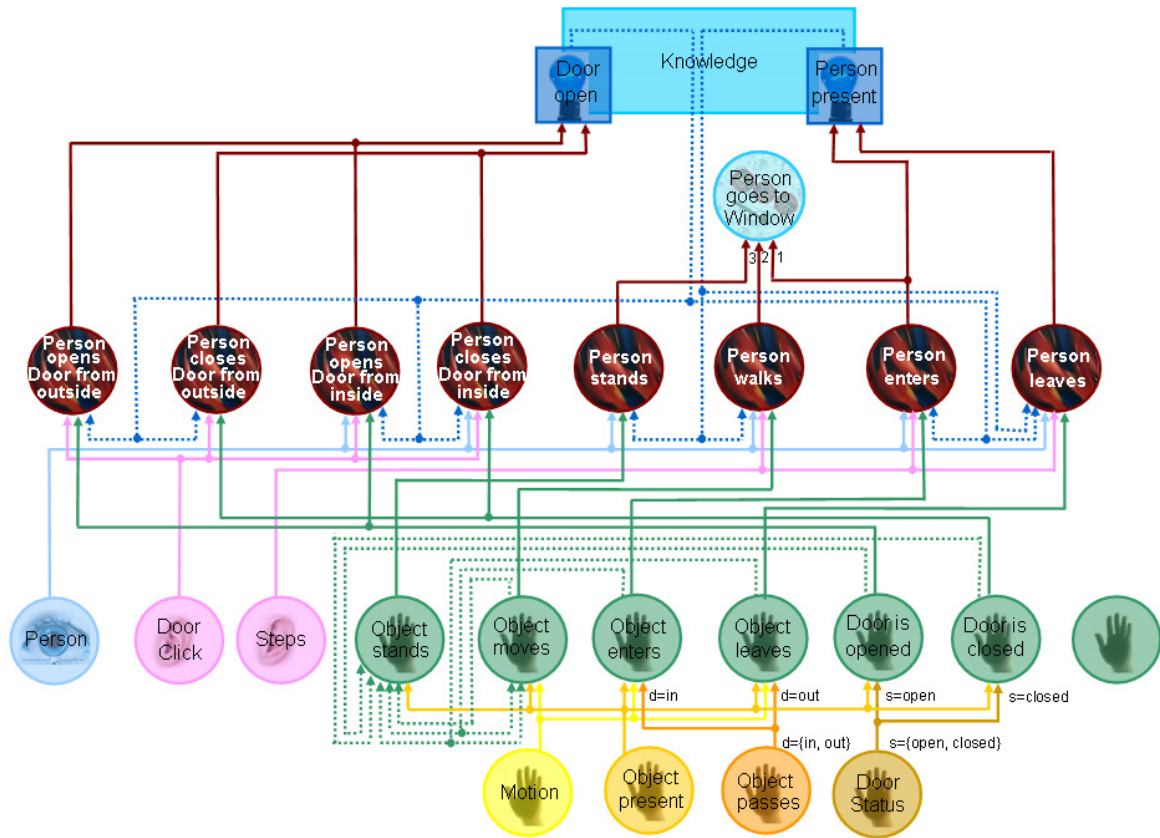 Knowledge
Door
open
Person
present
Person
goes to
Window
3 2 1
Person
opens
Door from
outside
Person
closes
Door from
outside
Person
opens
Door from
inside
Person
closes
Door from
inside
Person
stands
Person
walks
Person
enters
Person
leaves
Person
Door
Click
Steps
Object
stands
Object
moves
Object
enters
Object
leaves
Door is
opened
Door is
closed
d=in
d=out
s=open
s=closed
d={in, out}
s={open, closed}
Motion
Object
present
Object
passes
Door
Status